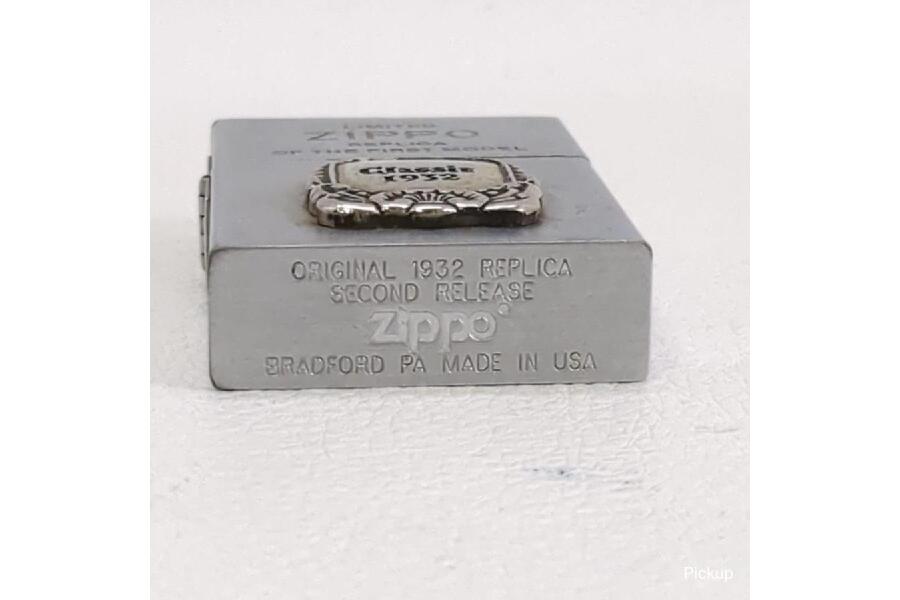 LIMITED
ZIPPO
REPLICA
OF THE FIRST MODEL
Classic
1932
ORIGINAL 1932 REPLICA
SECOND RELEASE
Zippo®
BRADFORD PA MADE IN USA
Pickup